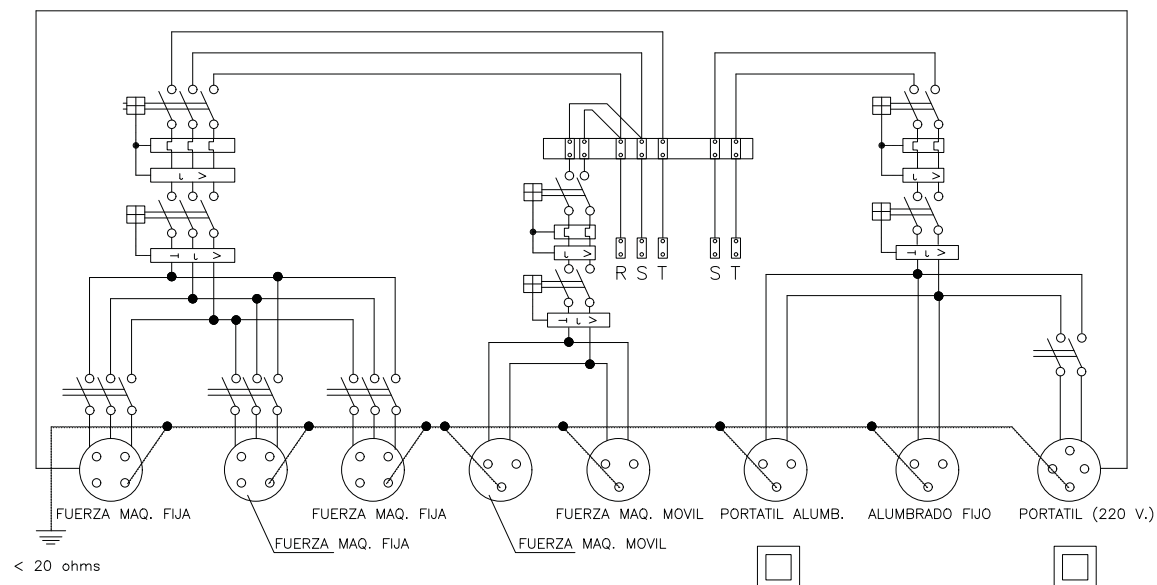 R S T S T
FUERZA MAQ. FIJA FUERZA MAQ. FIJA FUERZA MAQ. MOVIL PORTATIL ALUMB. ALUMBRADO FIJO PORTATIL (220 V.)
FUERZA MAQ. FIJA FUERZA MAQ. MOVIL
< 20 ohms